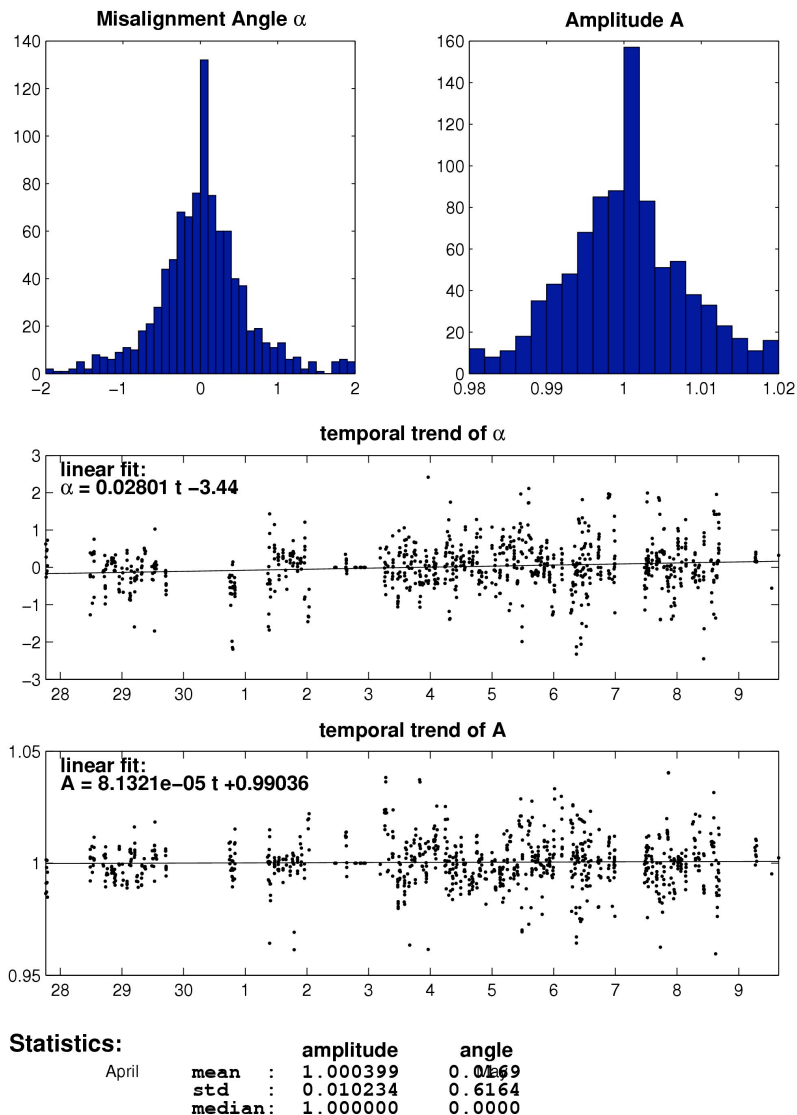 Misalignment Angle α
Amplitude A
140
120
100
80
60
40
20
0
−2 −1 0 1 2
160
140
120
100
80
60
40
20
0
0.98 0.99 1 1.01 1.02
temporal trend of α
linear fit:
α = 0.02801 t −3.44
3
2
1
0
−1
−2
−3
28 29 30 1 2 3 4 5 6 7 8 9
temporal trend of A
linear fit:
A = 8.1321e−05 t +0.99036
1.05
1
0.95
28 29 30 1 2 3 4 5 6 7 8 9
Statistics:
amplitude angle
April May
mean : 1.000399 0.0169
std : 0.010234 0.6164
median: 1.000000 0.0000